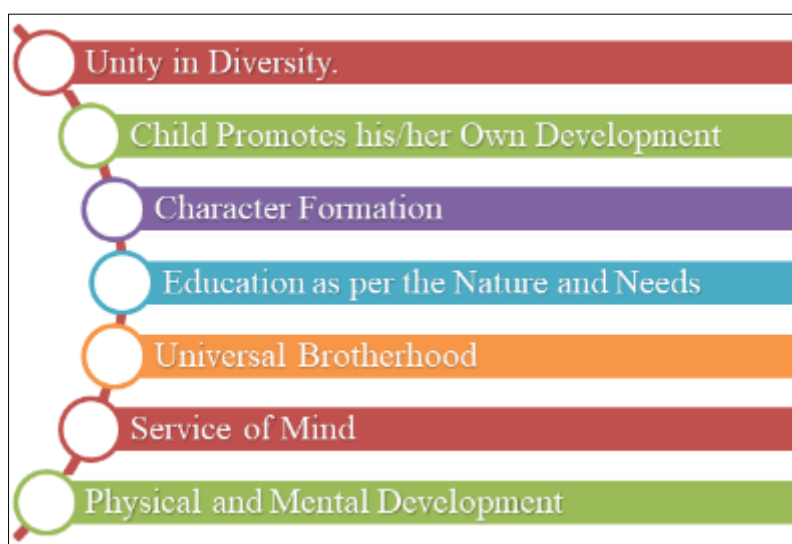 Unity in Diversity.
Child Promotes his/her Own Development
Character Formation
Education as per the Nature and Needs
Universal Brotherhood
Service of Mind
Physical and Mental Development